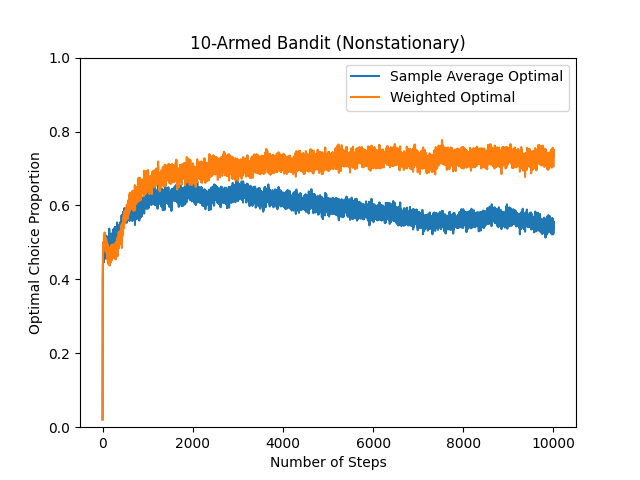 10-Armed Bandit (Nonstationary)
Sample Average Optimal
Weighted Optimal
Optimal Choice Proportion
1.0
0.8
0.6
0.4
0.2
0.0
0 2000 4000 6000 8000 10000
Number of Steps